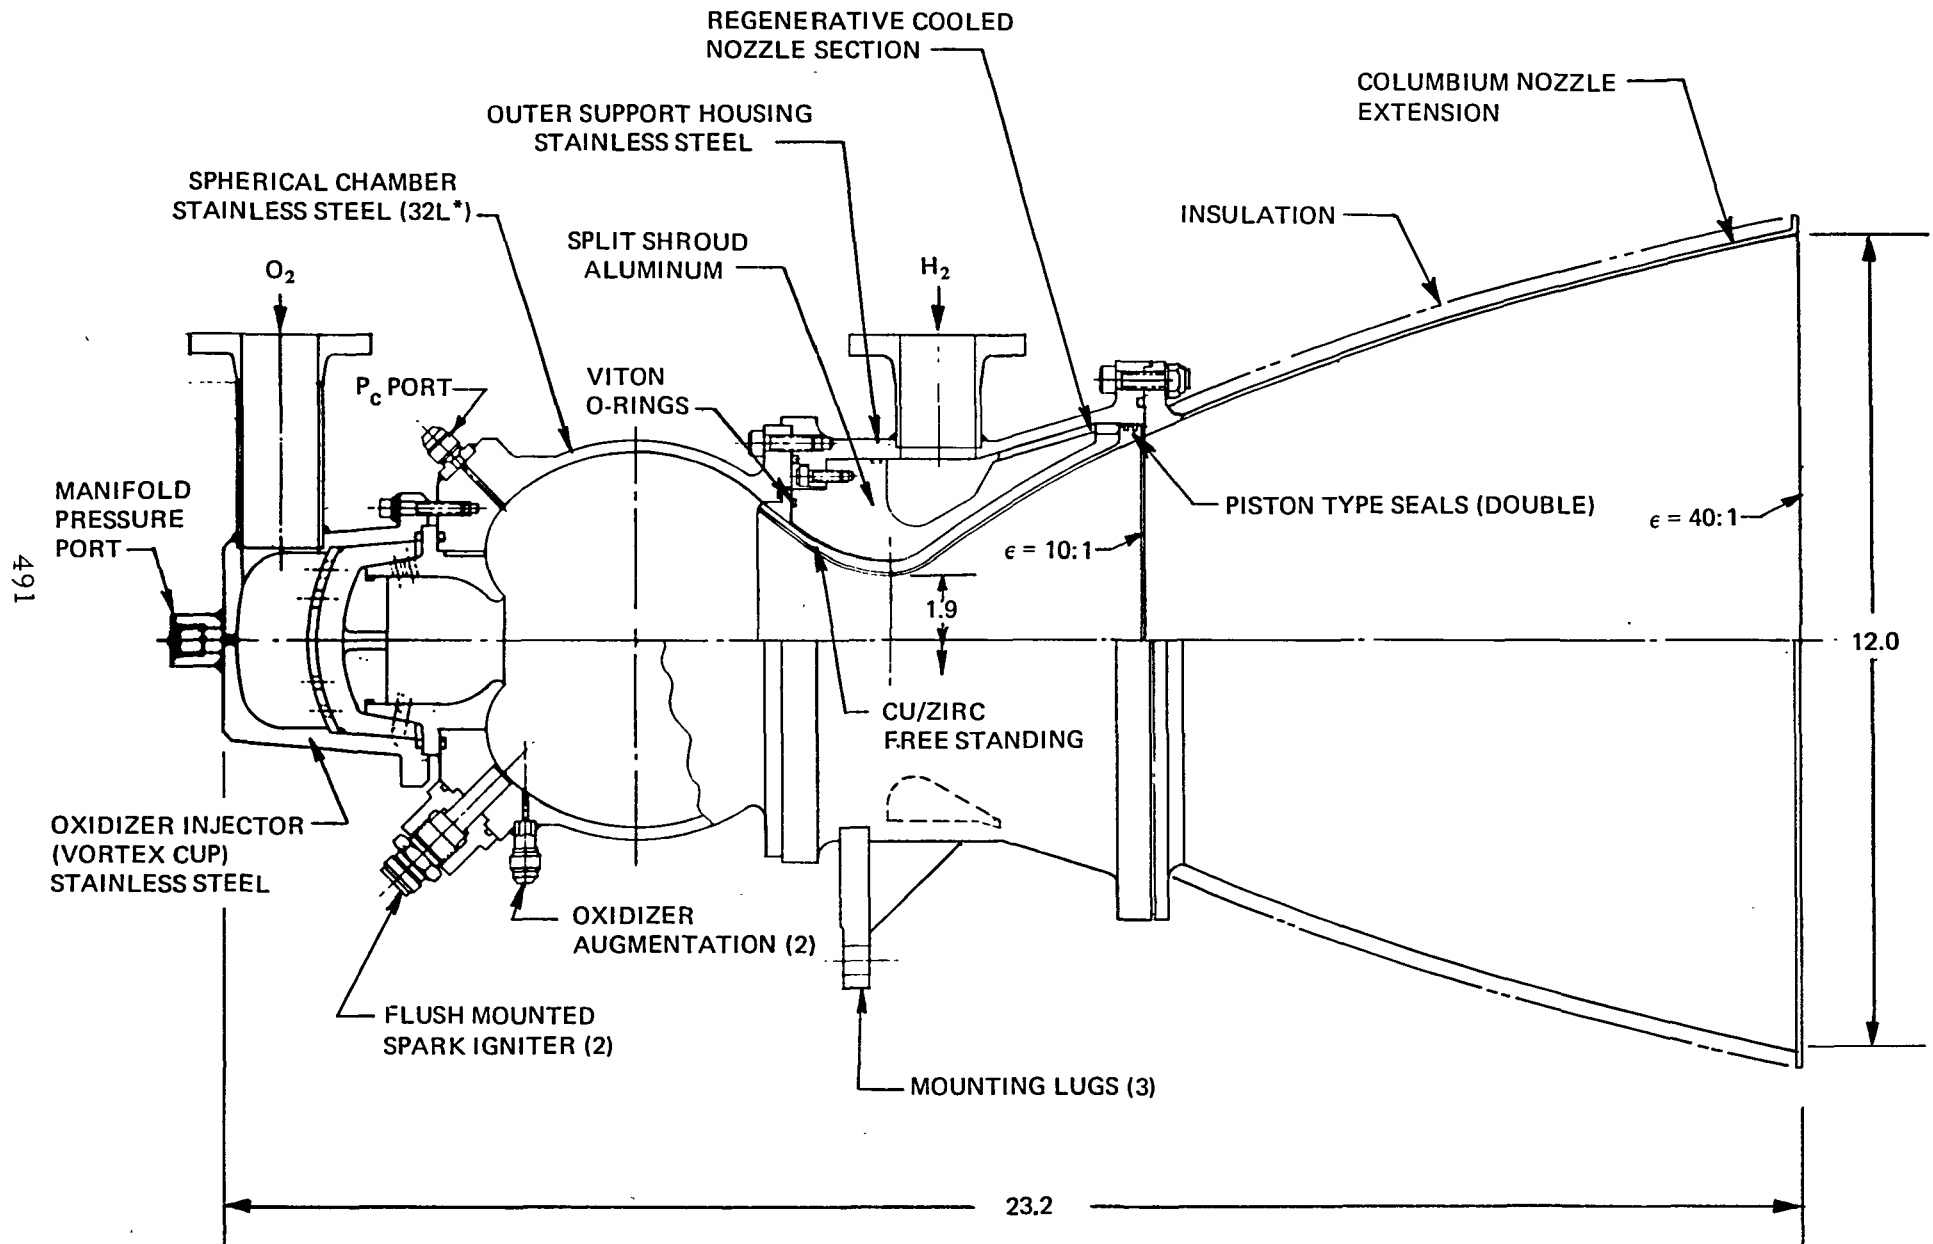 REGENERATIVE COOLED
NOZZLE SECTION
COLUMBIUM NOZZLE
EXTENSION
OUTER SUPPORT HOUSING
STAINLESS STEEL
SPHERICAL CHAMBER
STAINLESS STEEL (32L*)
INSULATION
SPLIT SHROUD
ALUMINUM
O₂
H₂
P꜀ PORT
VITON
O-RINGS
MANIFOLD
PRESSURE
PORT
PISTON TYPE SEALS (DOUBLE)
ϵ = 40:1
ϵ = 10:1
491
1.9
12.0
CU/ZIRC
FREE STANDING
OXIDIZER INJECTOR
(VORTEX CUP)
STAINLESS STEEL
OXIDIZER
AUGMENTATION (2)
FLUSH MOUNTED
SPARK IGNITER (2)
MOUNTING LUGS (3)
23.2